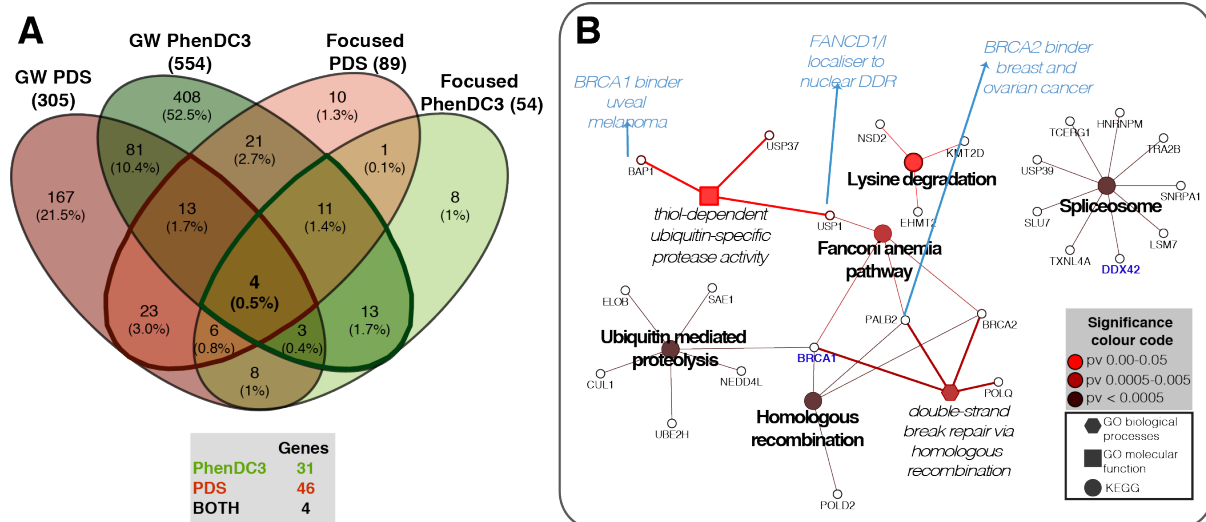 A
GW PDS
(305)
GW PhenDC3
(554)
Focused
PDS (89)
Focused
PhenDC3 (54)
408
(52.5%)
10
(1.3%)
81
(10.4%)
21
(2.7%)
1
(0.1%)
167
(21.5%)
8
(1%)
13
(1.7%)
11
(1.4%)
4
(0.5%)
23
(3.0%)
13
(1.7%)
6
(0.8%)
3
(0.4%)
8
(1%)
Genes
PhenDC3 31
PDS 46
BOTH 4
B
BRCA1 binder
uveal
melanoma
FANCD1/I
localiser to
nuclear DDR
BRCA2 binder
breast and
ovarian cancer
BAP1
USP37
USP1
thiol-dependent
ubiquitin-specific
protease activity
NSD2
KMT2D
Lysine degradation
EHMT2
Fanconi anemia
pathway
TCERG1
HNRNPM
TRA2B
USP39
SNRPA1
Spliceosome
SLU7
LSM7
TXNL4A
DDX42
ELOB
SAE1
Ubiquitin mediated
proteolysis
CUL1
NEDD4L
UBE2H
PALB2
BRCA2
BRCA1
POLQ
Homologous
recombination
POLD2
double-strand
break repair via
homologous
recombination
Significance
colour code
pv 0.00-0.05
pv 0.0005-0.005
pv < 0.0005
GO biological
processes
GO molecular
function
KEGG